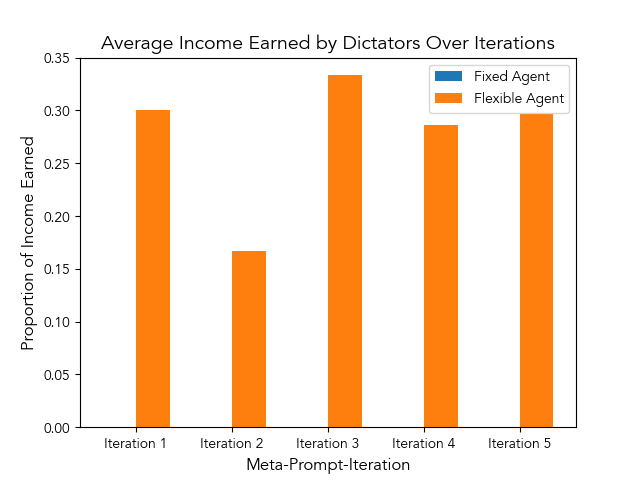 Average Income Earned by Dictators Over Iterations
Fixed Agent
Flexible Agent
Proportion of Income Earned
0.35
0.30
0.25
0.20
0.15
0.10
0.05
0.00
Iteration 1
Iteration 2
Iteration 3
Iteration 4
Iteration 5
Meta-Prompt-Iteration